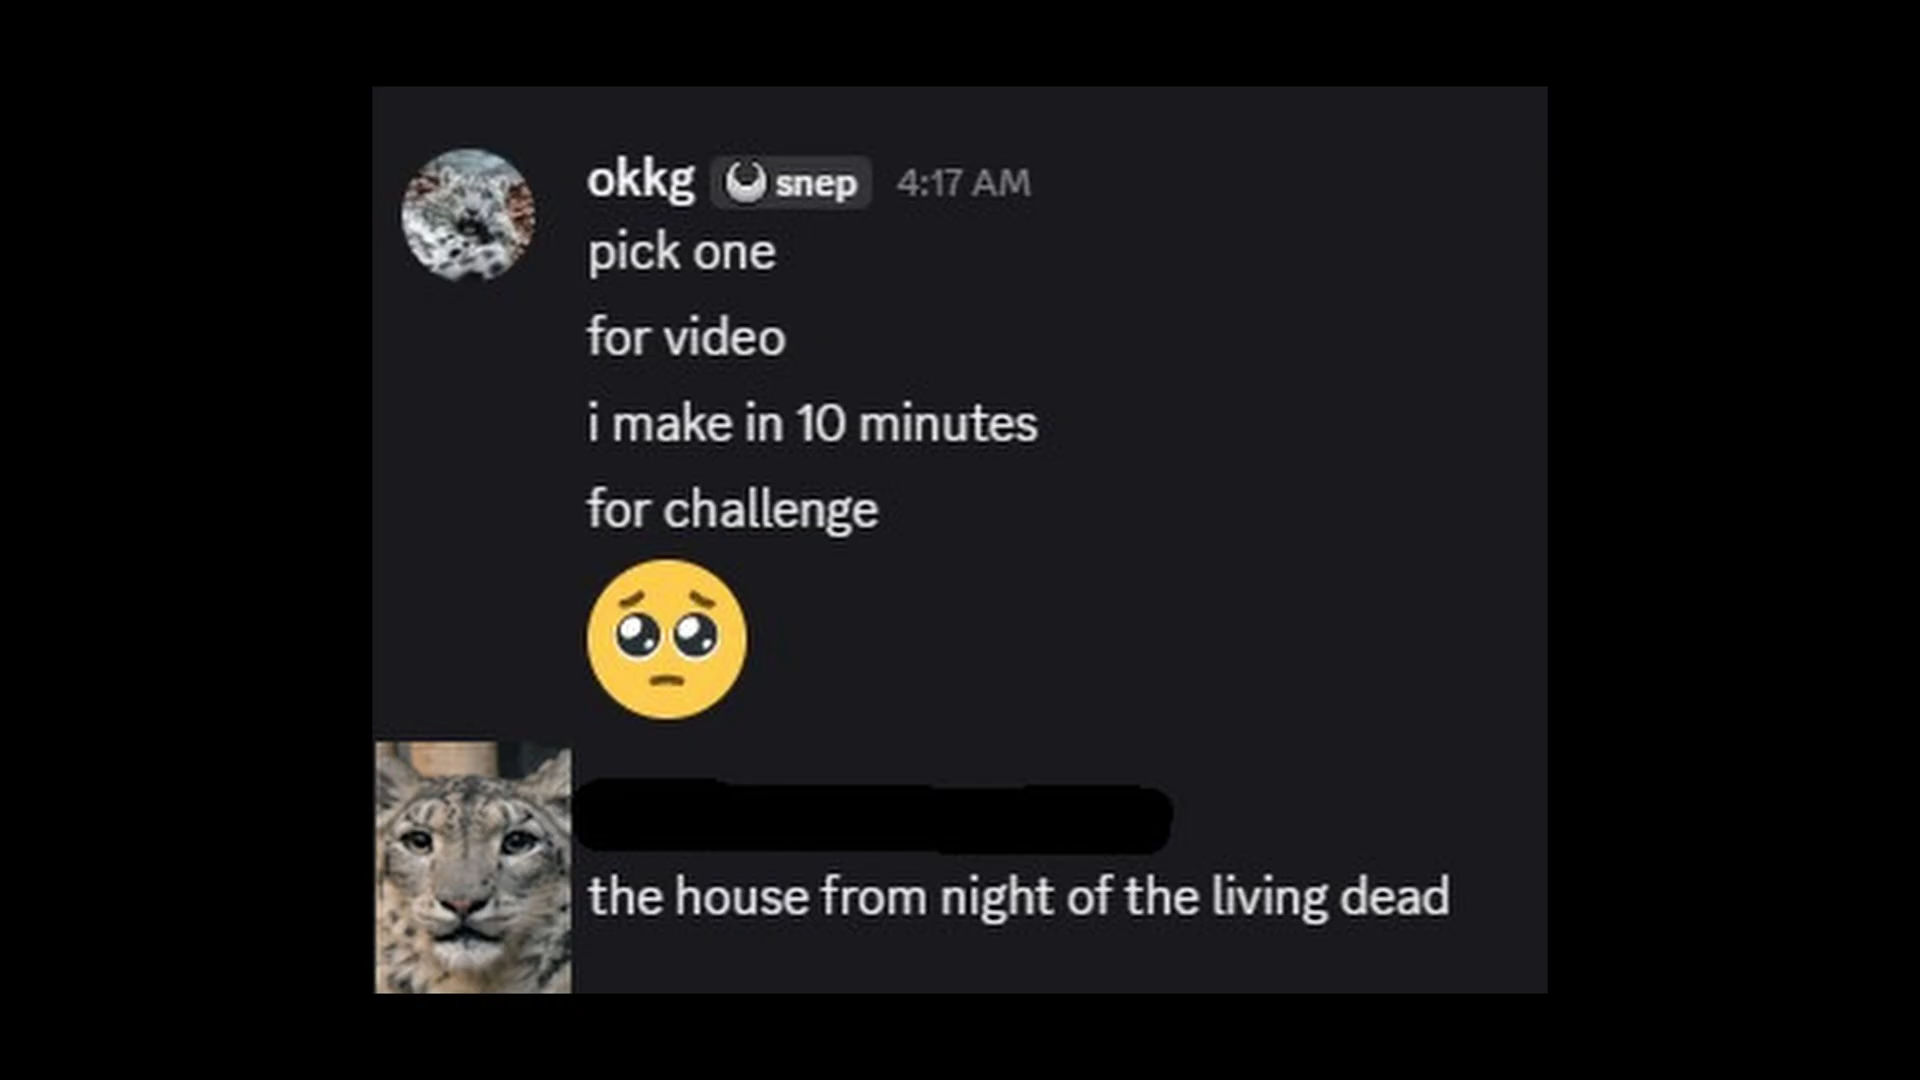 okkg snep 4:17 AM
pick one
for video
i make in 10 minutes
for challenge
the house from night of the living dead